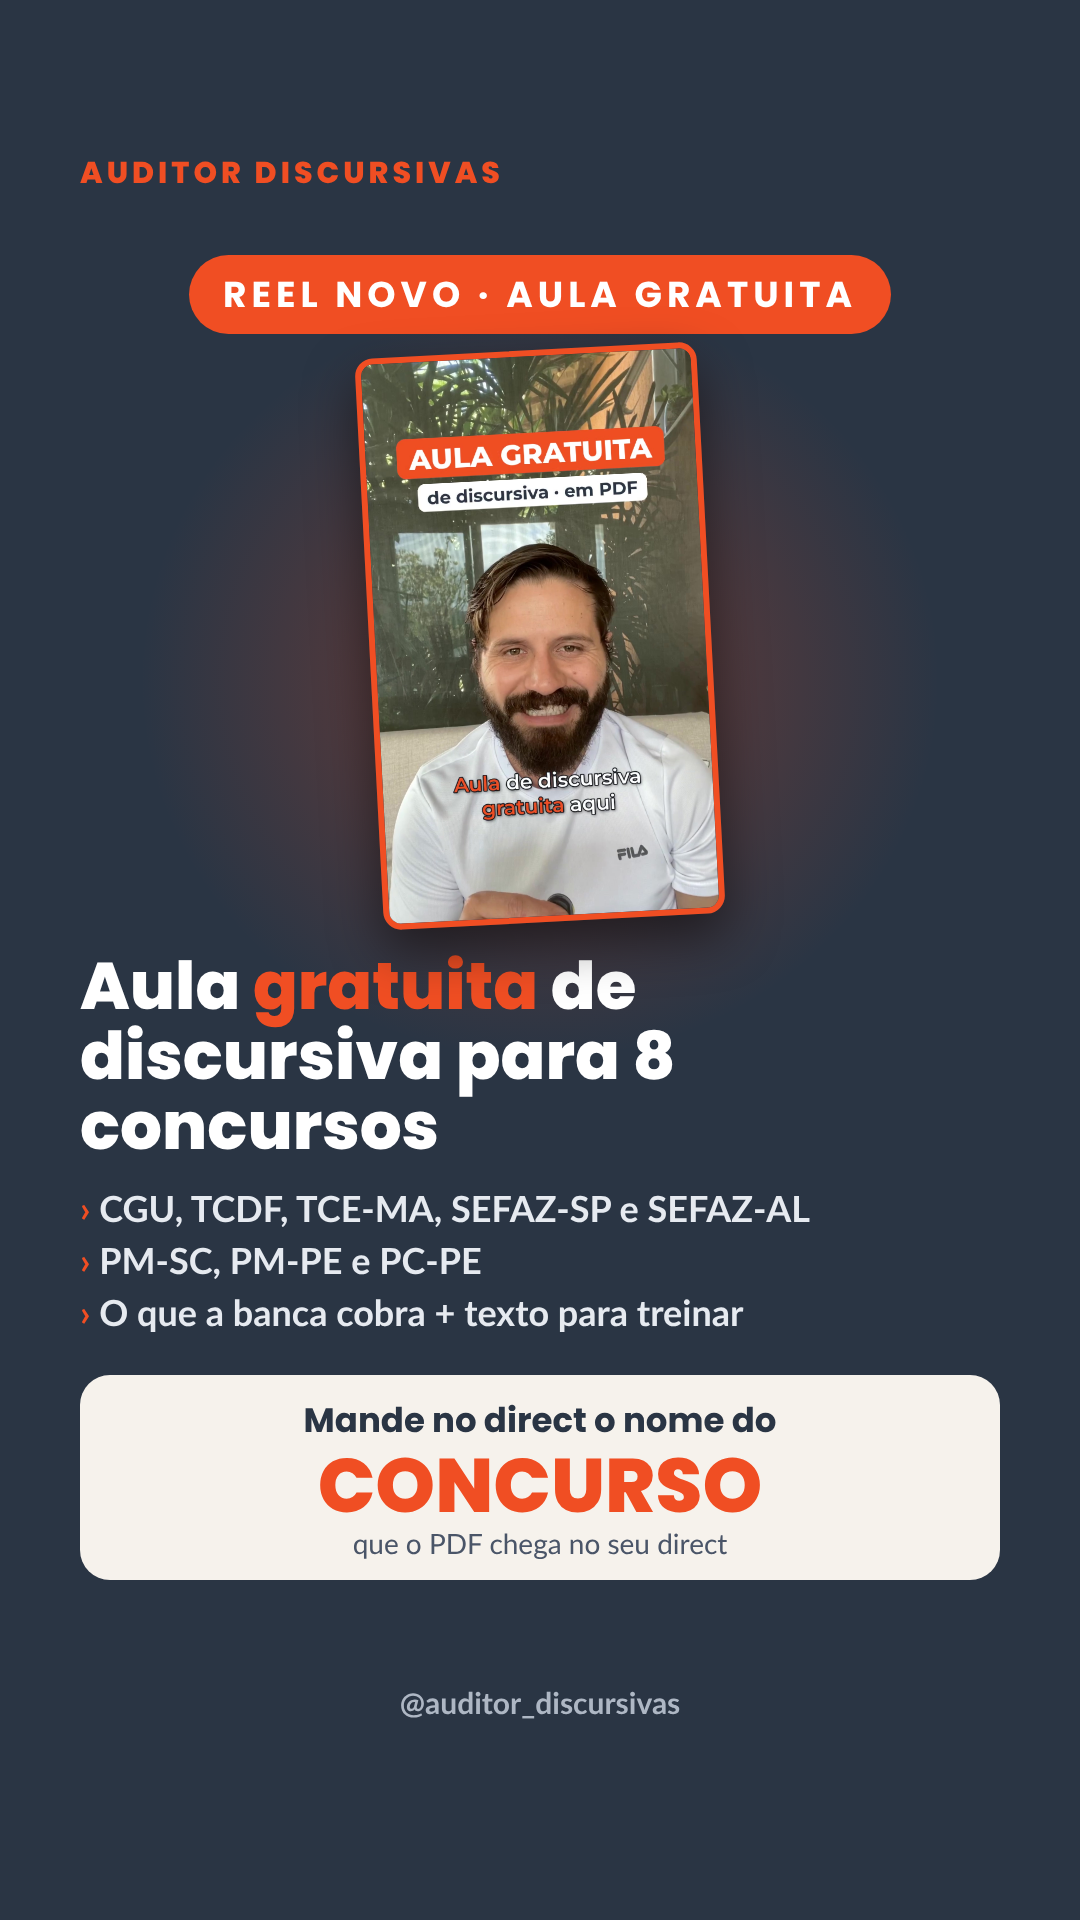 AUDITOR DISCURSIVAS
REEL NOVO · AULA GRATUITA
AULA GRATUITA
de discursiva · em PDF
Aula de discursiva
gratuita aqui
FILA
Aula gratuita de
discursiva para 8
concursos
› CGU, TCDF, TCE-MA, SEFAZ-SP e SEFAZ-AL
› PM-SC, PM-PE e PC-PE
› O que a banca cobra + texto para treinar
Mande no direct o nome do
CONCURSO
que o PDF chega no seu direct
@auditor_discursivas